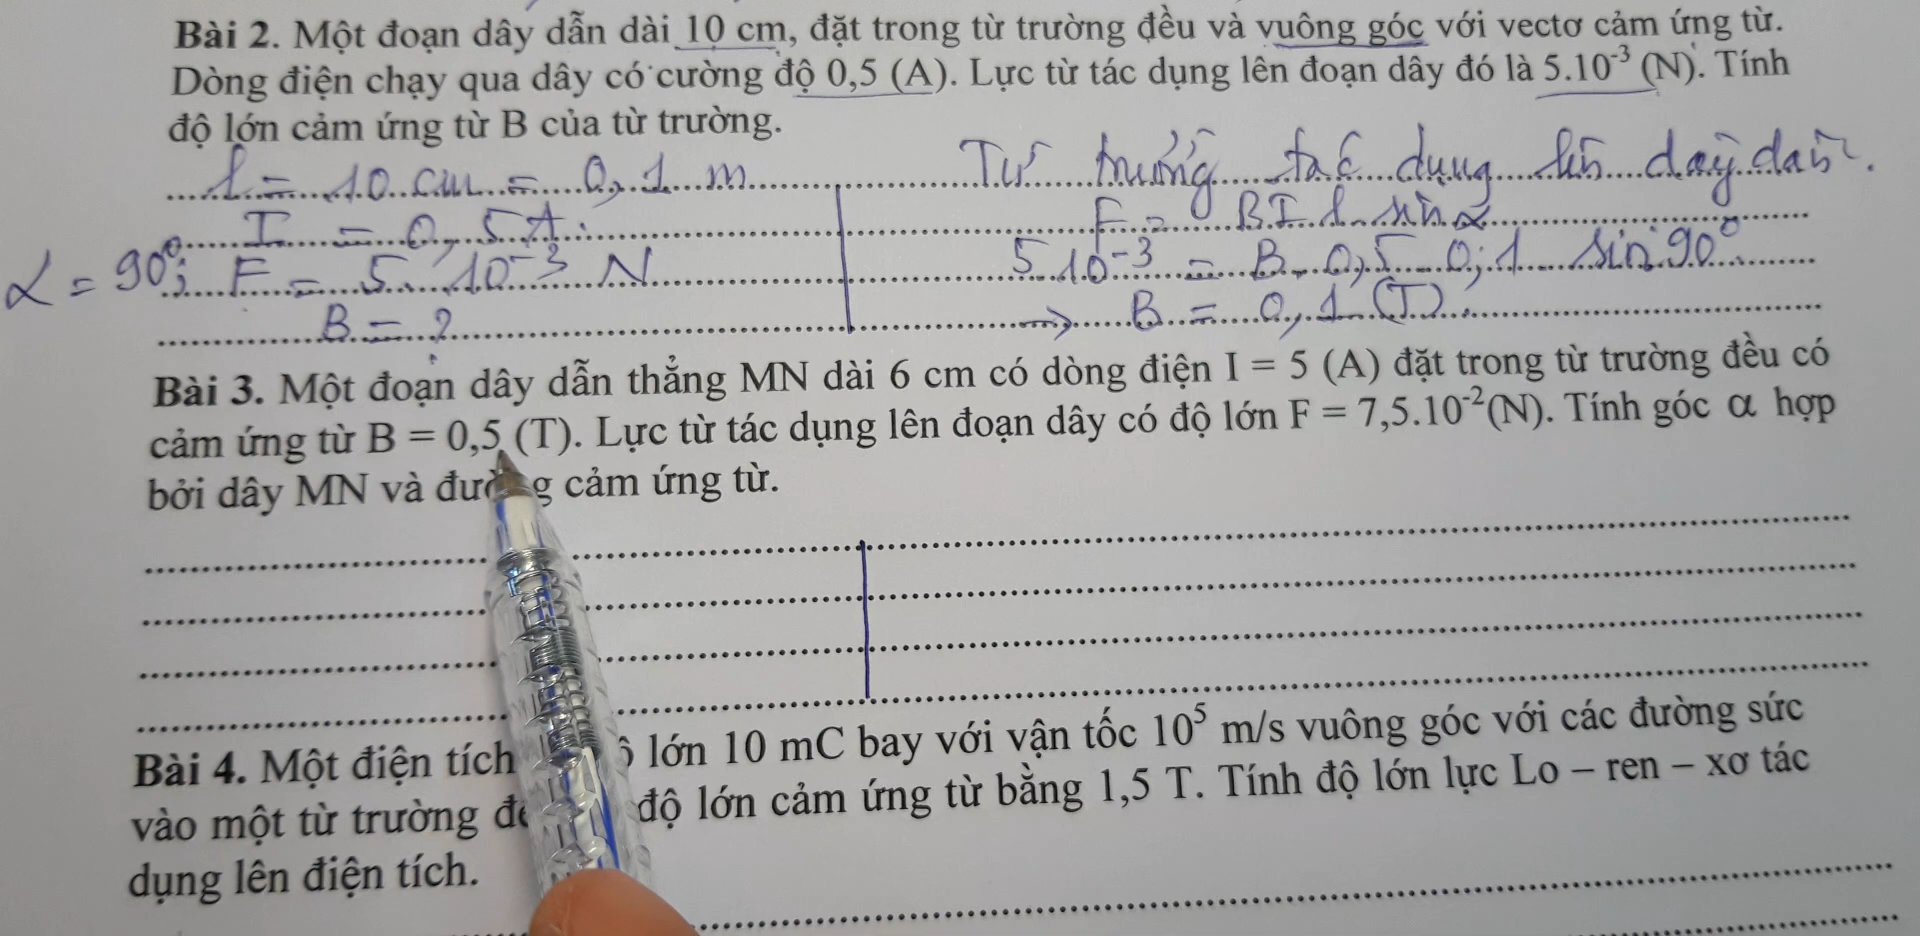 Bài 2. Một đoạn dây dẫn dài 10 cm, đặt trong từ trường đều và vuông góc với vectơ cảm ứng từ.
Dòng điện chạy qua dây có cường độ 0,5 (A). Lực từ tác dụng lên đoạn dây đó là 5.10⁻³ (N). Tính
độ lớn cảm ứng từ B của từ trường.
l = 10 cm = 0,1 m
I = 0,5 A
α = 90°; F = 5. 10⁻³ N
B = ?
Từ trường tác dụng lên dây dẫn.
F = B I l sin α
5 10⁻³ = B. 0,5. 0,1 sin 90°
→ B = 0,1 (T)
Bài 3. Một đoạn dây dẫn thẳng MN dài 6 cm có dòng điện I = 5 (A) đặt trong từ trường đều có
cảm ứng từ B = 0,5 (T). Lực từ tác dụng lên đoạn dây có độ lớn F = 7,5.10⁻²(N). Tính góc α hợp
bởi dây MN và đường cảm ứng từ.
Bài 4. Một điện tích lớn 10 mC bay với vận tốc 10⁵ m/s vuông góc với các đường sức
vào một từ trường độ lớn cảm ứng từ bằng 1,5 T. Tính độ lớn lực Lo – ren – xơ tác
dụng lên điện tích.